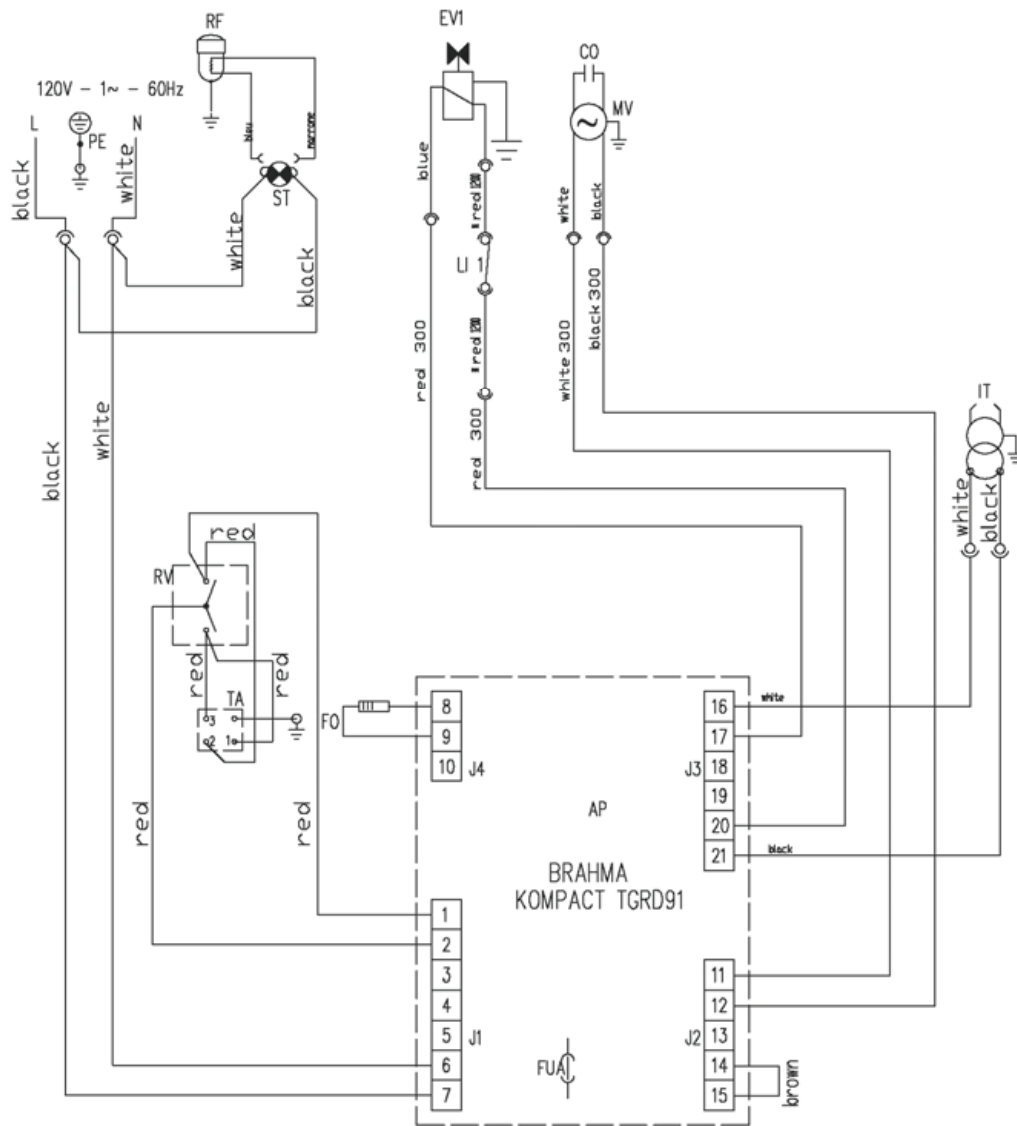 RF
EV1
CO
120V - 1~ - 60Hz
L
PE
N
MV
black
white
bleu
marrone
ST
white
black
blue
red 1200
LI 1
red 1200
white
black
red 300
red 300
white 300
black 300
IT
white
black
black
white
red
RV
red
red
TA
3
2
1
red
red
FO
8
9
10
J4
AP
BRAHMA
KOMPACT TGRD91
J3
16
17
18
19
20
21
white
black
1
2
3
4
5
6
7
J1
FUA
J2
11
12
13
14
15
brown